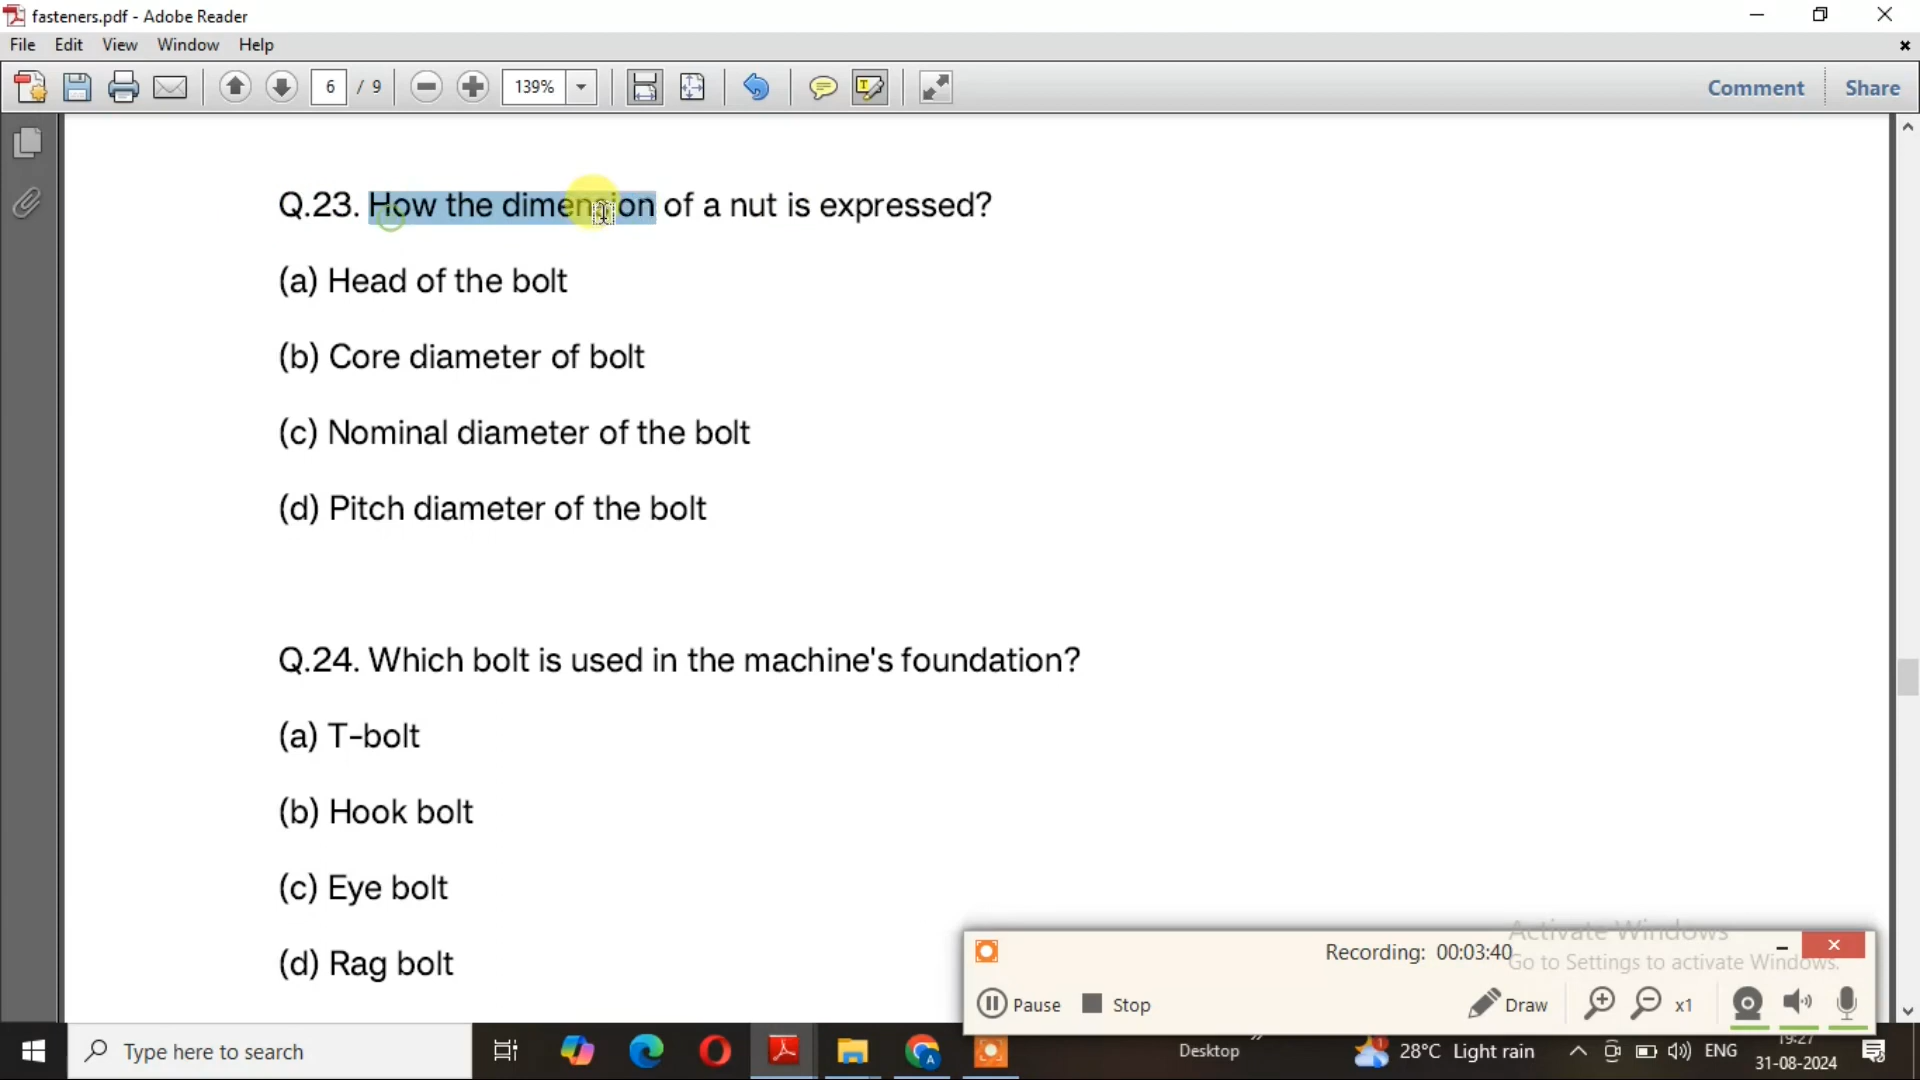 fasteners.pdf - Adobe Reader
File Edit View Window Help
6 / 9 139% Comment Share
Q.23. How the dimension of a nut is expressed?
(a) Head of the bolt
(b) Core diameter of bolt
(c) Nominal diameter of the bolt
(d) Pitch diameter of the bolt
Q.24. Which bolt is used in the machine's foundation?
(a) T-bolt
(b) Hook bolt
(c) Eye bolt
(d) Rag bolt
Activate Windows
Go to Settings to activate Windows.
Recording: 00:03:40
Pause Stop Draw x1
Type here to search
Desktop 28°C Light rain ENG
19:27
31-08-2024